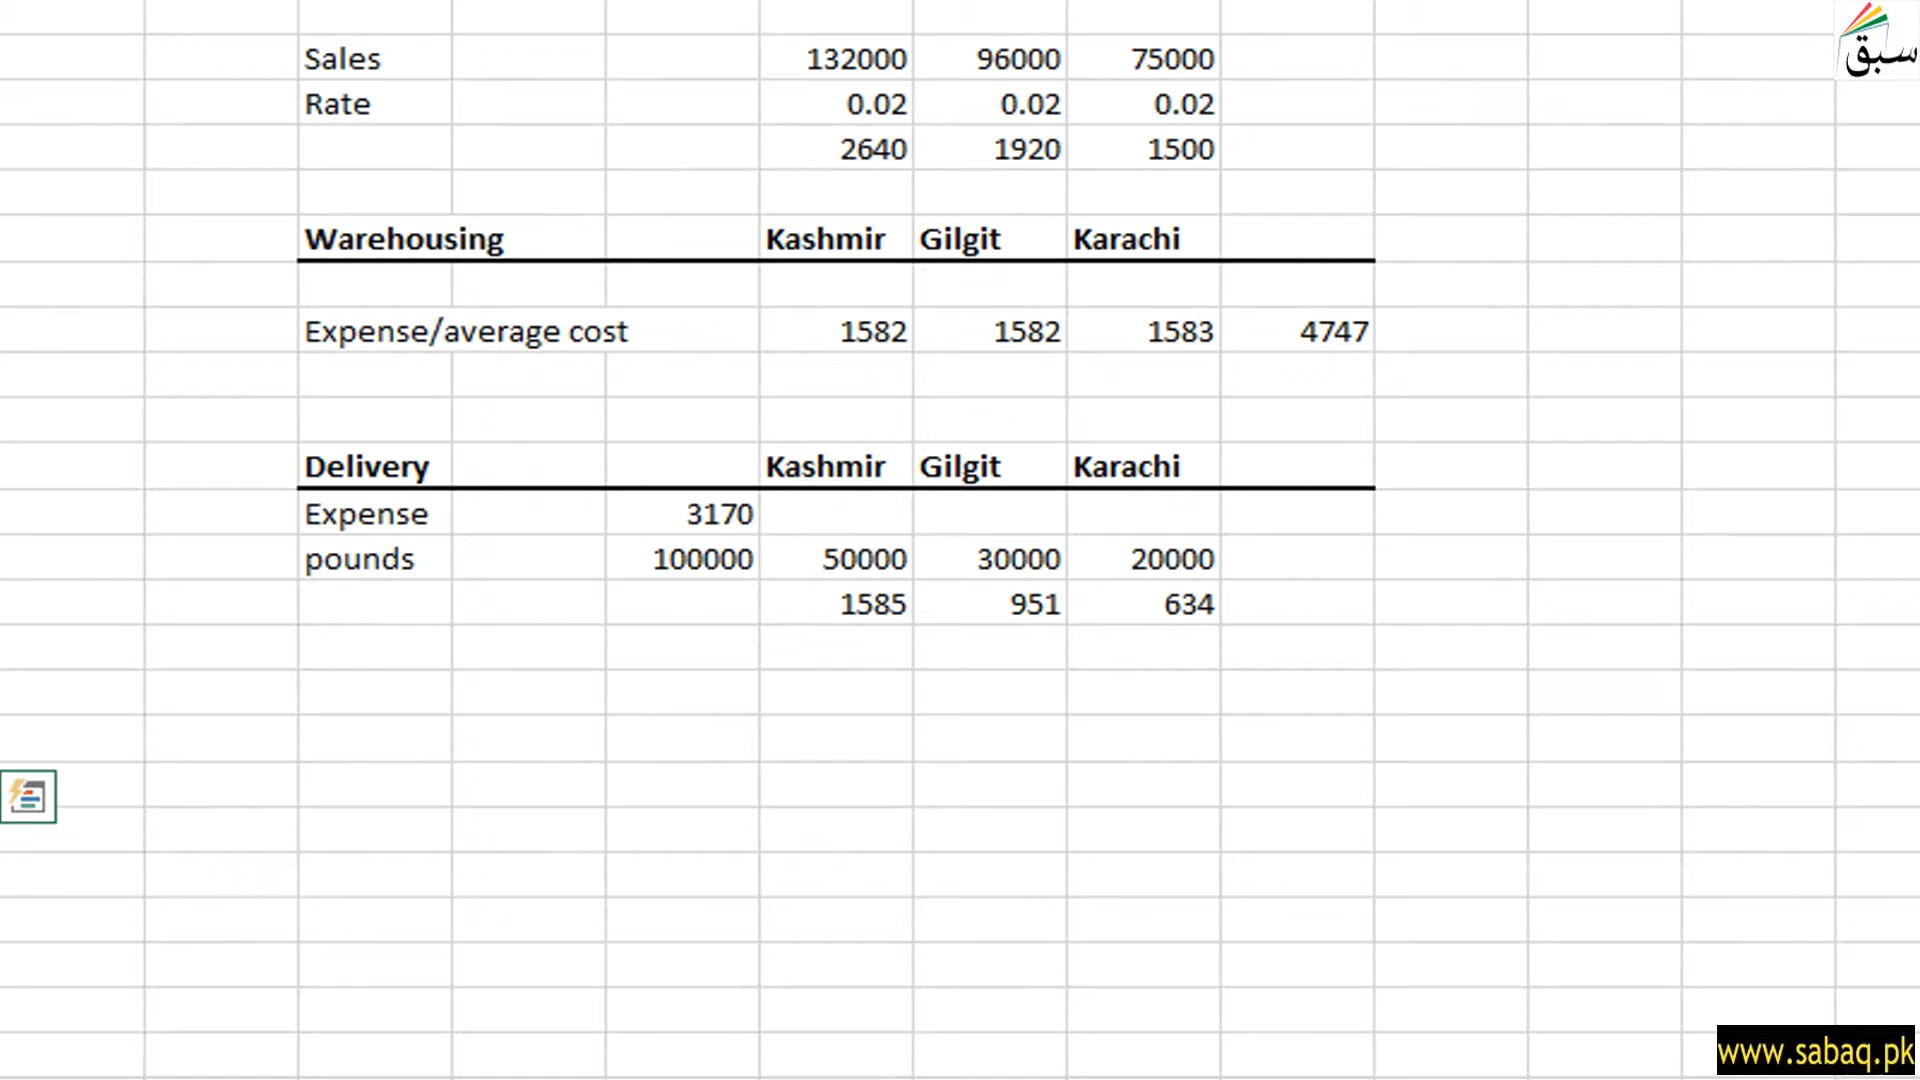 سبق
Sales 132000 96000 75000
Rate 0.02 0.02 0.02
2640 1920 1500
Warehousing Kashmir Gilgit Karachi
Expense/average cost 1582 1582 1583 4747
Delivery Kashmir Gilgit Karachi
Expense 3170
pounds 100000 50000 30000 20000
1585 951 634
www.sabaq.pk